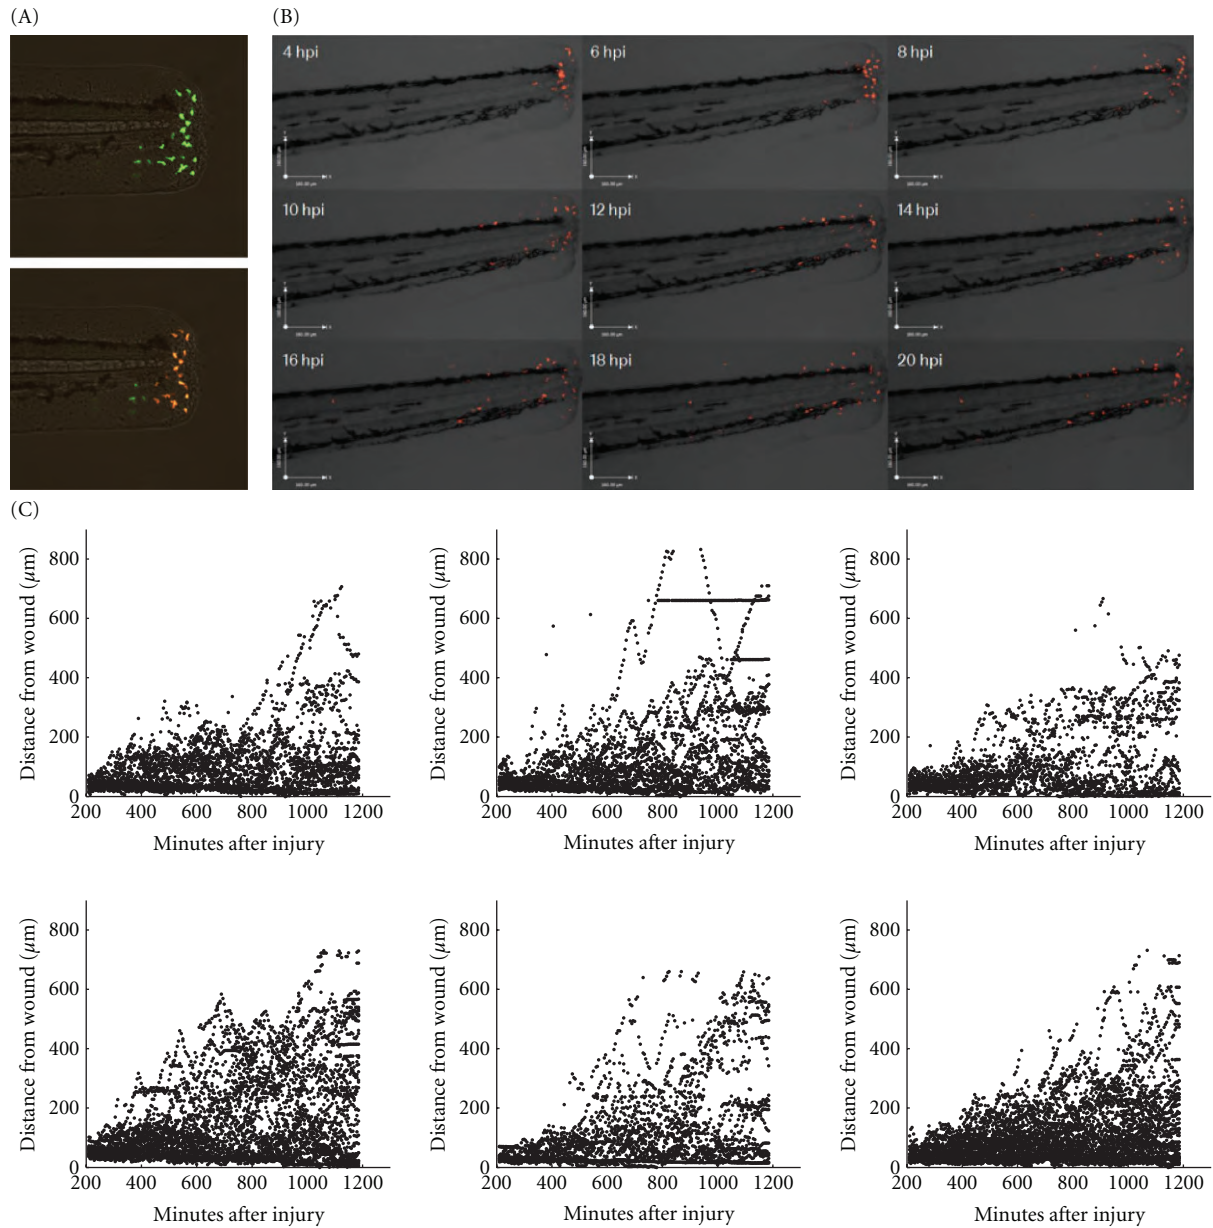 (A)
(B)
4 hpi
6 hpi
8 hpi
10 hpi
12 hpi
14 hpi
16 hpi
18 hpi
20 hpi
(C)
Distance from wound (μm)
800
600
400
200
0
200 400 600 800 1000 1200
Minutes after injury
Distance from wound (μm)
800
600
400
200
0
200 400 600 800 1000 1200
Minutes after injury
Distance from wound (μm)
800
600
400
200
0
200 400 600 800 1000 1200
Minutes after injury
Distance from wound (μm)
800
600
400
200
0
200 400 600 800 1000 1200
Minutes after injury
Distance from wound (μm)
800
600
400
200
0
200 400 600 800 1000 1200
Minutes after injury
Distance from wound (μm)
800
600
400
200
0
200 400 600 800 1000 1200
Minutes after injury